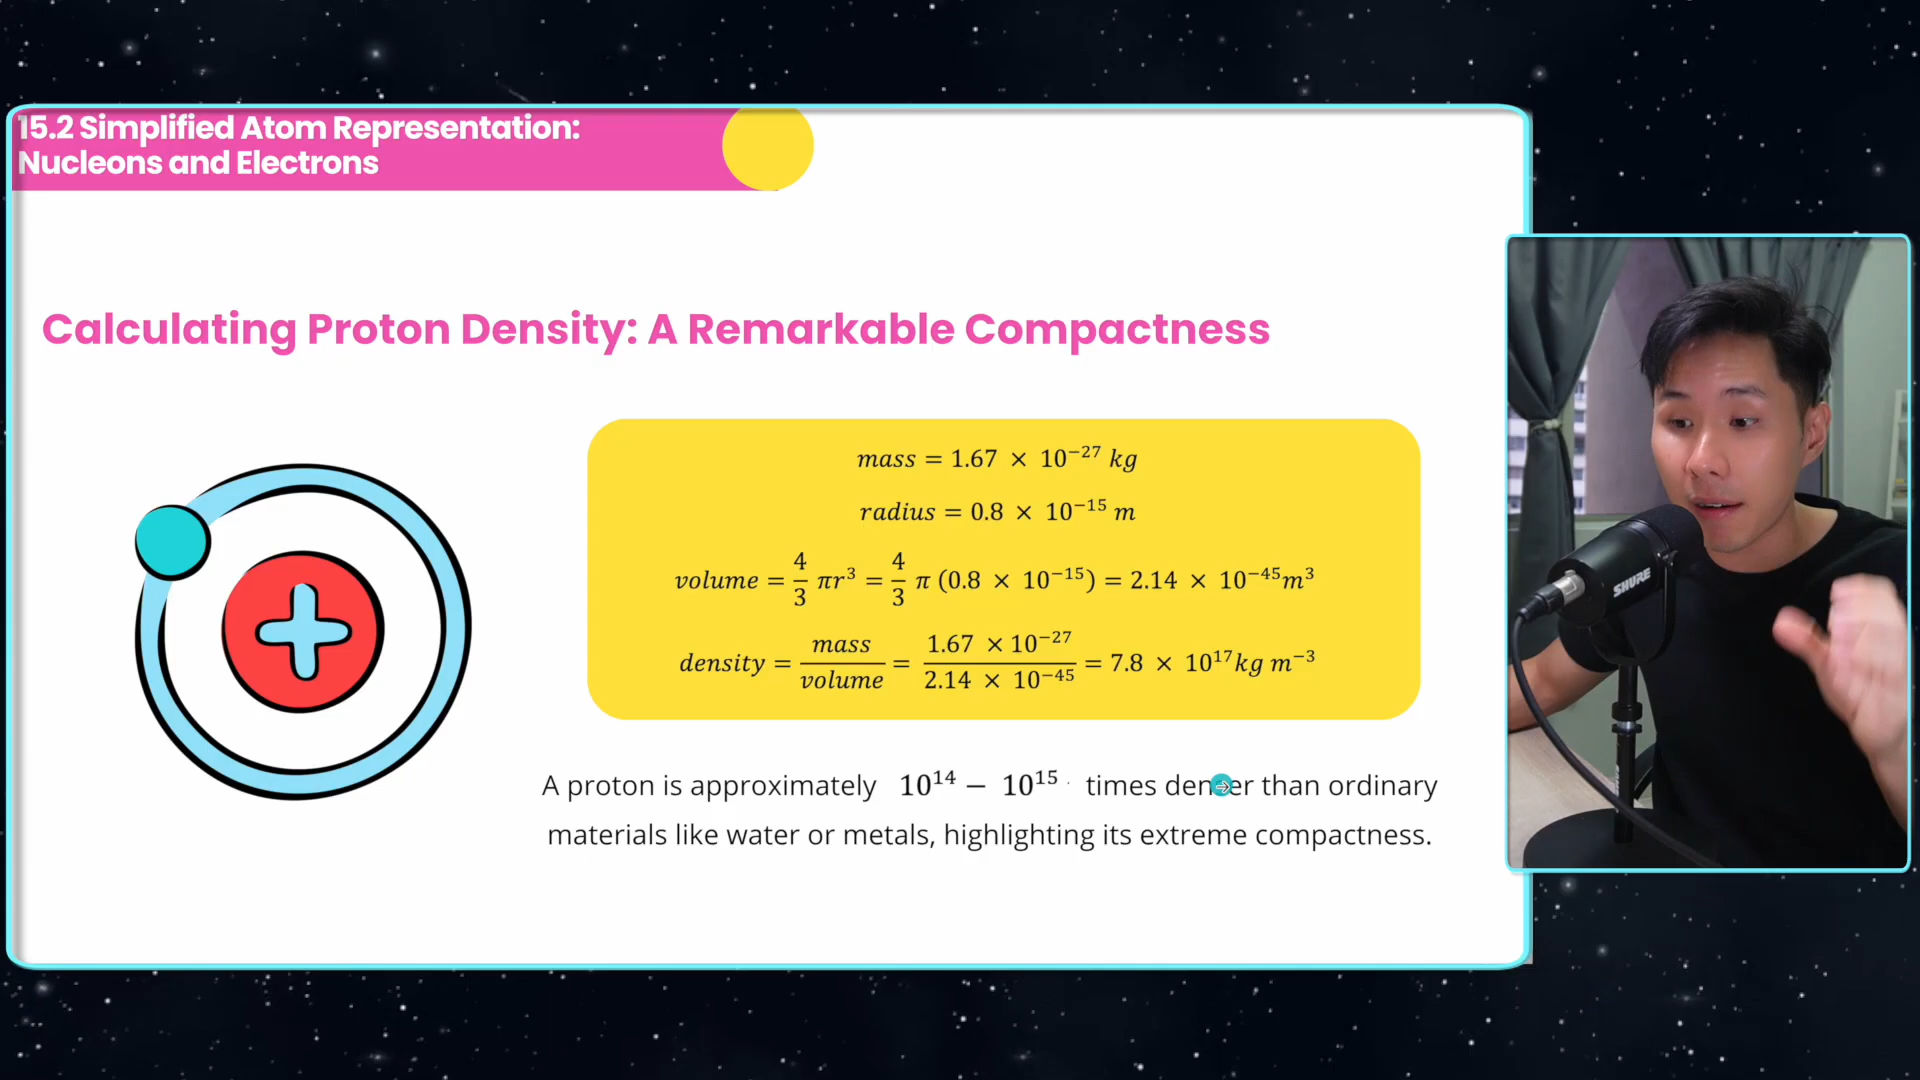 15.2 Simplified Atom Representation:
Nucleons and Electrons
Calculating Proton Density: A Remarkable Compactness
mass = 1.67 × 10⁻²⁷ kg
radius = 0.8 × 10⁻¹⁵ m
volume = 4/3 πr³ = 4/3 π (0.8 × 10⁻¹⁵) = 2.14 × 10⁻⁴⁵m³
density = mass/volume = 1.67 × 10⁻²⁷/2.14 × 10⁻⁴⁵ = 7.8 × 10¹⁷kg m⁻³
A proton is approximately 10¹⁴ − 10¹⁵ times denser than ordinary
materials like water or metals, highlighting its extreme compactness.
SHURE